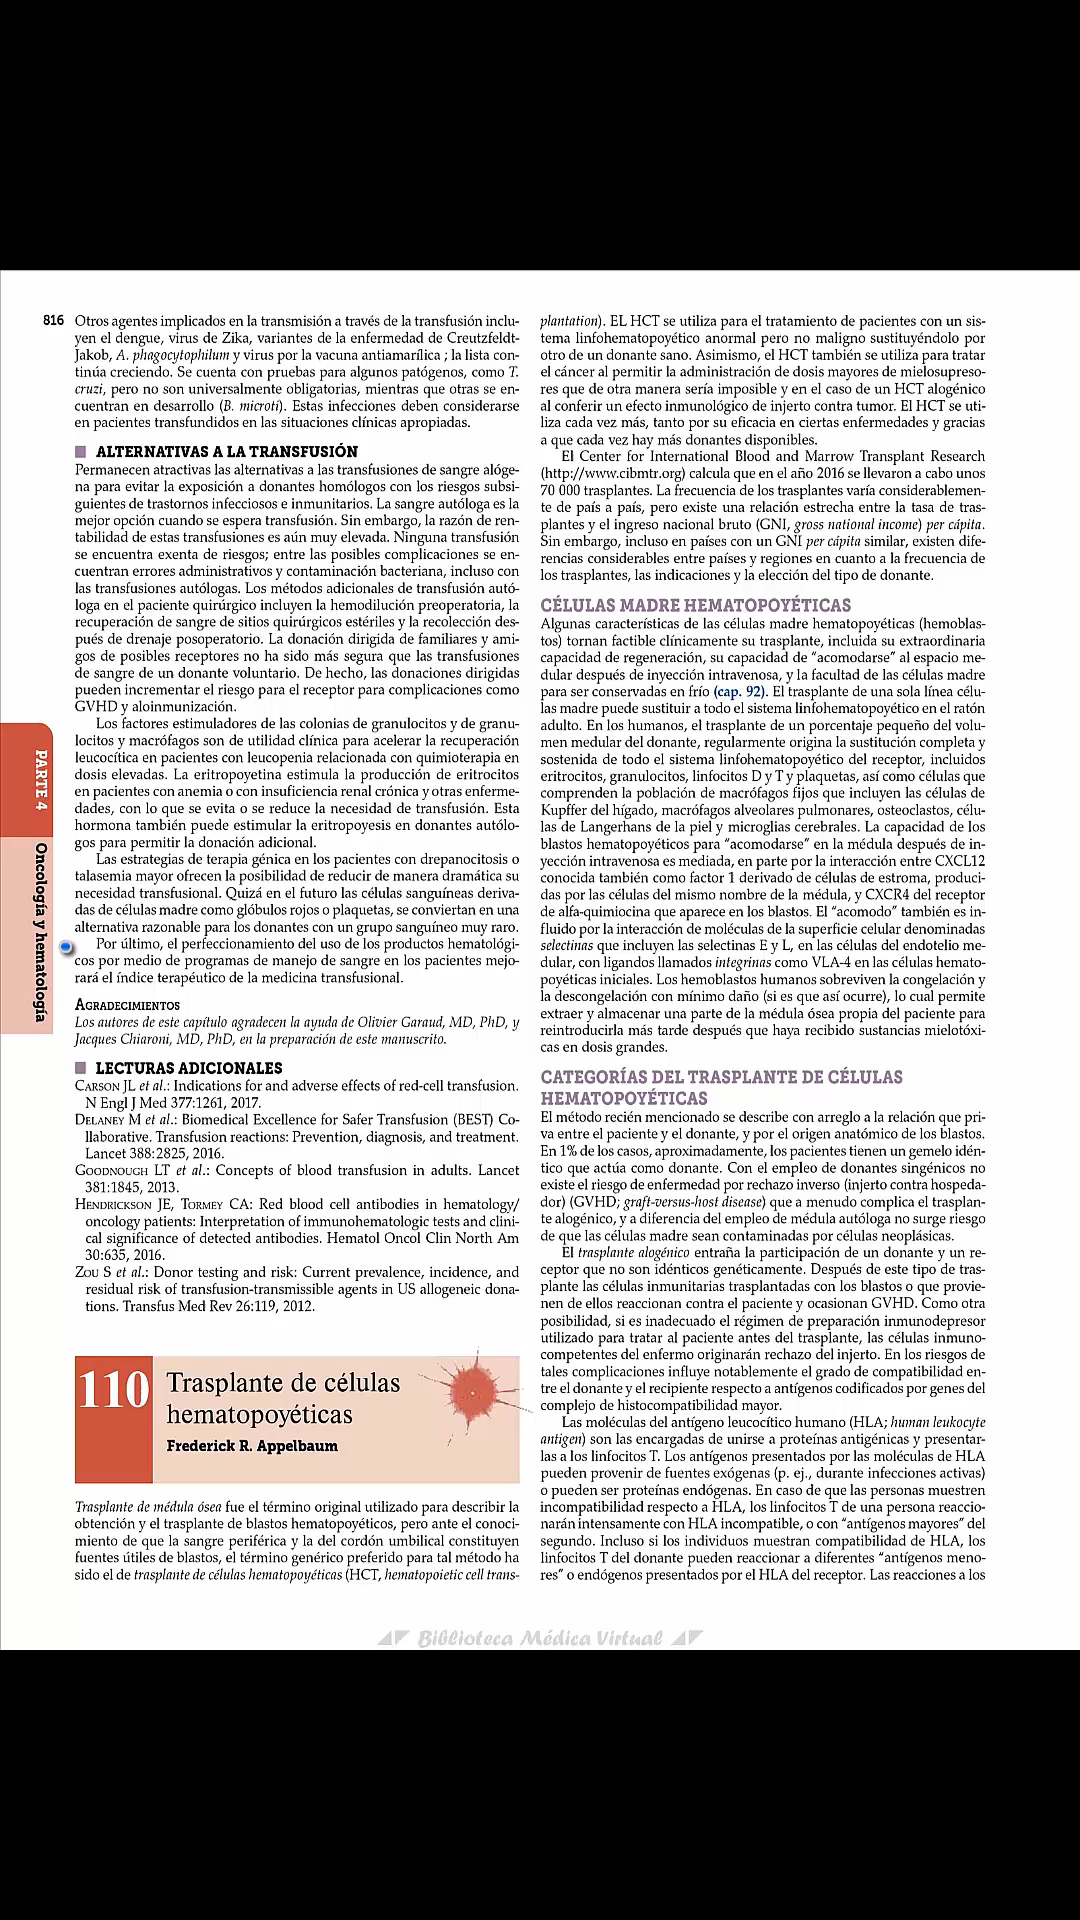 816
Otros agentes implicados en la transmisión a través de la transfusión inclu-
yen el dengue, virus de Zika, variantes de la enfermedad de Creutzfeldt-
Jakob, A. phagocytophilum y virus por la vacuna antiamarílica ; la lista con-
tinúa creciendo. Se cuenta con pruebas para algunos patógenos, como T.
cruzi, pero no son universalmente obligatorias, mientras que otras se en-
cuentran en desarrollo (B. microti). Estas infecciones deben considerarse
en pacientes transfundidos en las situaciones clínicas apropiadas.
ALTERNATIVAS A LA TRANSFUSIÓN
Permanecen atractivas las alternativas a las transfusiones de sangre alóge-
na para evitar la exposición a donantes homólogos con los riesgos subsi-
guientes de trastornos infecciosos e inmunitarios. La sangre autóloga es la
mejor opción cuando se espera transfusión. Sin embargo, la razón de ren-
tabilidad de estas transfusiones es aún muy elevada. Ninguna transfusión
se encuentra exenta de riesgos; entre las posibles complicaciones se en-
cuentran errores administrativos y contaminación bacteriana, incluso con
las transfusiones autólogas. Los métodos adicionales de transfusión autó-
loga en el paciente quirúrgico incluyen la hemodilución preoperatoria, la
recuperación de sangre de sitios quirúrgicos estériles y la recolección des-
pués de drenaje posoperatorio. La donación dirigida de familiares y ami-
gos de posibles receptores no ha sido más segura que las transfusiones
de sangre de un donante voluntario. De hecho, las donaciones dirigidas
pueden incrementar el riesgo para el receptor para complicaciones como
GVHD y aloinmunización.
Los factores estimuladores de las colonias de granulocitos y de granu-
locitos y macrófagos son de utilidad clínica para acelerar la recuperación
leucocítica en pacientes con leucopenia relacionada con quimioterapia en
dosis elevadas. La eritropoyetina estimula la producción de eritrocitos
en pacientes con anemia o con insuficiencia renal crónica y otras enferme-
dades, con lo que se evita o se reduce la necesidad de transfusión. Esta
hormona también puede estimular la eritropoyesis en donantes autólo-
gos para permitir la donación adicional.
Las estrategias de terapia génica en los pacientes con drepanocitosis o
talasemia mayor ofrecen la posibilidad de reducir de manera dramática su
necesidad transfusional. Quizá en el futuro las células sanguíneas deriva-
das de células madre como glóbulos rojos o plaquetas, se conviertan en una
alternativa razonable para los donantes con un grupo sanguíneo muy raro.
Por último, el perfeccionamiento del uso de los productos hematológi-
cos por medio de programas de manejo de sangre en los pacientes mejo-
rará el índice terapéutico de la medicina transfusional.
AGRADECIMIENTOS
Los autores de este capítulo agradecen la ayuda de Olivier Garaud, MD, PhD, y
Jacques Chiaroni, MD, PhD, en la preparación de este manuscrito.
LECTURAS ADICIONALES
CARSON JL et al.: Indications for and adverse effects of red-cell transfusion.
N Engl J Med 377:1261, 2017.
DELANEY M et al.: Biomedical Excellence for Safer Transfusion (BEST) Co-
llaborative. Transfusion reactions: Prevention, diagnosis, and treatment.
Lancet 388:2825, 2016.
GOODNOUGH LT et al.: Concepts of blood transfusion in adults. Lancet
381:1845, 2013.
HENDRICKSON JE, TORMEY CA: Red blood cell antibodies in hematology/
oncology patients: Interpretation of immunohematologic tests and clini-
cal significance of detected antibodies. Hematol Oncol Clin North Am
30:635, 2016.
ZOU S et al.: Donor testing and risk: Current prevalence, incidence, and
residual risk of transfusion-transmissible agents in US allogeneic dona-
tions. Transfus Med Rev 26:119, 2012.
PARTE 4
Oncología y hematología
110
Trasplante de células
hematopoyéticas
Frederick R. Appelbaum
Trasplante de médula ósea fue el término original utilizado para describir la
obtención y el trasplante de blastos hematopoyéticos, pero ante el conoci-
miento de que la sangre periférica y la del cordón umbilical constituyen
fuentes útiles de blastos, el término genérico preferido para tal método ha
sido el de trasplante de células hematopoyéticas (HCT, hematopoietic cell trans-
plantation). EL HCT se utiliza para el tratamiento de pacientes con un sis-
tema linfohematopoyético anormal pero no maligno sustituyéndolo por
otro de un donante sano. Asimismo, el HCT también se utiliza para tratar
el cáncer al permitir la administración de dosis mayores de mielosupreso-
res que de otra manera sería imposible y en el caso de un HCT alogénico
al conferir un efecto inmunológico de injerto contra tumor. El HCT se uti-
liza cada vez más, tanto por su eficacia en ciertas enfermedades y gracias
a que cada vez hay más donantes disponibles.
El Center for International Blood and Marrow Transplant Research
(http://www.cibmtr.org) calcula que en el año 2016 se llevaron a cabo unos
70 000 trasplantes. La frecuencia de los trasplantes varía considerablemen-
te de país a país, pero existe una relación estrecha entre la tasa de tras-
plantes y el ingreso nacional bruto (GNI, gross national income) per cápita.
Sin embargo, incluso en países con un GNI per cápita similar, existen dife-
rencias considerables entre países y regiones en cuanto a la frecuencia de
los trasplantes, las indicaciones y la elección del tipo de donante.
CÉLULAS MADRE HEMATOPOYÉTICAS
Algunas características de las células madre hematopoyéticas (hemoblas-
tos) tornan factible clínicamente su trasplante, incluida su extraordinaria
capacidad de regeneración, su capacidad de "acomodarse" al espacio me-
dular después de inyección intravenosa, y la facultad de las células madre
para ser conservadas en frío (cap. 92). El trasplante de una sola línea célu-
las madre puede sustituir a todo el sistema linfohematopoyético en el ratón
adulto. En los humanos, el trasplante de un porcentaje pequeño del volu-
men medular del donante, regularmente origina la sustitución completa y
sostenida de todo el sistema linfohematopoyético del receptor, incluidos
eritrocitos, granulocitos, linfocitos D y T y plaquetas, así como células que
comprenden la población de macrófagos fijos que incluyen las células de
Kupffer del hígado, macrófagos alveolares pulmonares, osteoclastos, célu-
las de Langerhans de la piel y microglias cerebrales. La capacidad de los
blastos hematopoyéticos para "acomodarse" en la médula después de in-
yección intravenosa es mediada, en parte por la interacción entre CXCL12
conocida también como factor 1 derivado de células de estroma, produci-
das por las células del mismo nombre de la médula, y CXCR4 del receptor
de alfa-quimiocina que aparece en los blastos. El "acomodo" también es in-
fluido por la interacción de moléculas de la superficie celular denominadas
selectinas que incluyen las selectinas E y L, en las células del endotelio me-
dular, con ligandos llamados integrinas como VLA-4 en las células hemato-
poyéticas iniciales. Los hemoblastos humanos sobreviven la congelación y
la descongelación con mínimo daño (si es que así ocurre), lo cual permite
extraer y almacenar una parte de la médula ósea propia del paciente para
reintroducirla más tarde después que haya recibido sustancias mielotóxi-
cas en dosis grandes.
CATEGORÍAS DEL TRASPLANTE DE CÉLULAS
HEMATOPOYÉTICAS
El método recién mencionado se describe con arreglo a la relación que pri-
va entre el paciente y el donante, y por el origen anatómico de los blastos.
En 1% de los casos, aproximadamente, los pacientes tienen un gemelo idén-
tico que actúa como donante. Con el empleo de donantes singénicos no
existe el riesgo de enfermedad por rechazo inverso (injerto contra hospeda-
dor) (GVHD; graft-versus-host disease) que a menudo complica el trasplan-
te alogénico, y a diferencia del empleo de médula autóloga no surge riesgo
de que las células madre sean contaminadas por células neoplásicas.
El trasplante alogénico entraña la participación de un donante y un re-
ceptor que no son idénticos genéticamente. Después de este tipo de tras-
plante las células inmunitarias trasplantadas con los blastos o que provie-
nen de ellos reaccionan contra el paciente y ocasionan GVHD. Como otra
posibilidad, si es inadecuado el régimen de preparación inmunodepresor
utilizado para tratar al paciente antes del trasplante, las células inmuno-
competentes del enfermo originarán rechazo del injerto. En los riesgos de
tales complicaciones influye notablemente el grado de compatibilidad en-
tre el donante y el recipiente respecto a antígenos codificados por genes del
complejo de histocompatibilidad mayor.
Las moléculas del antígeno leucocítico humano (HLA; human leukocyte
antigen) son las encargadas de unirse a proteínas antigénicas y presentar-
las a los linfocitos T. Los antígenos presentados por las moléculas de HLA
pueden provenir de fuentes exógenas (p. ej., durante infecciones activas)
o pueden ser proteínas endógenas. En caso de que las personas muestren
incompatibilidad respecto a HLA, los linfocitos T de una persona reaccio-
narán intensamente con HLA incompatible, o con "antígenos mayores" del
segundo. Incluso si los individuos muestran compatibilidad de HLA, los
linfocitos T del donante pueden reaccionar a diferentes "antígenos meno-
res" o endógenos presentados por el HLA del receptor. Las reacciones a los
Biblioteca Médica Virtual